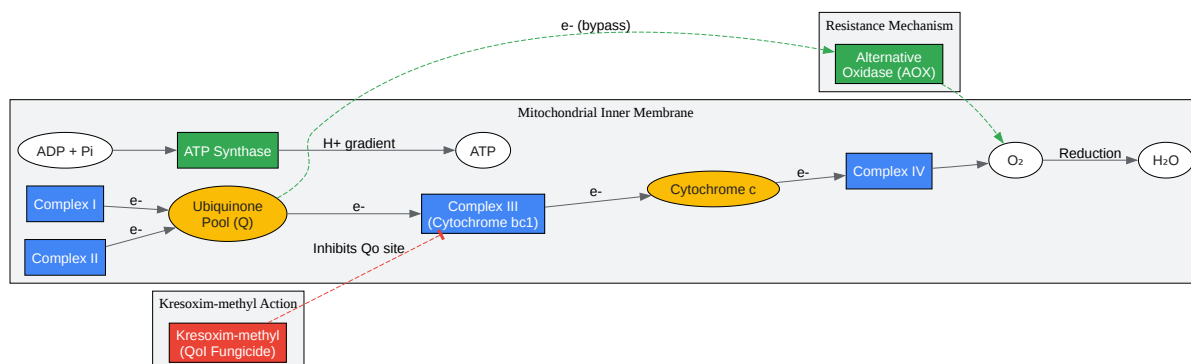 e- (bypass)
Resistance Mechanism
Alternative
Oxidase (AOX)
Mitochondrial Inner Membrane
ADP + Pi
ATP Synthase
H+ gradient
ATP
Complex I
e-
Complex II
e-
Ubiquinone
Pool (Q)
e-
Complex III
(Cytochrome bc1)
e-
Cytochrome c
e-
Complex IV
O₂
Reduction
H₂O
Inhibits Qo site
Kresoxim-methyl Action
Kresoxim-methyl
(QoI Fungicide)